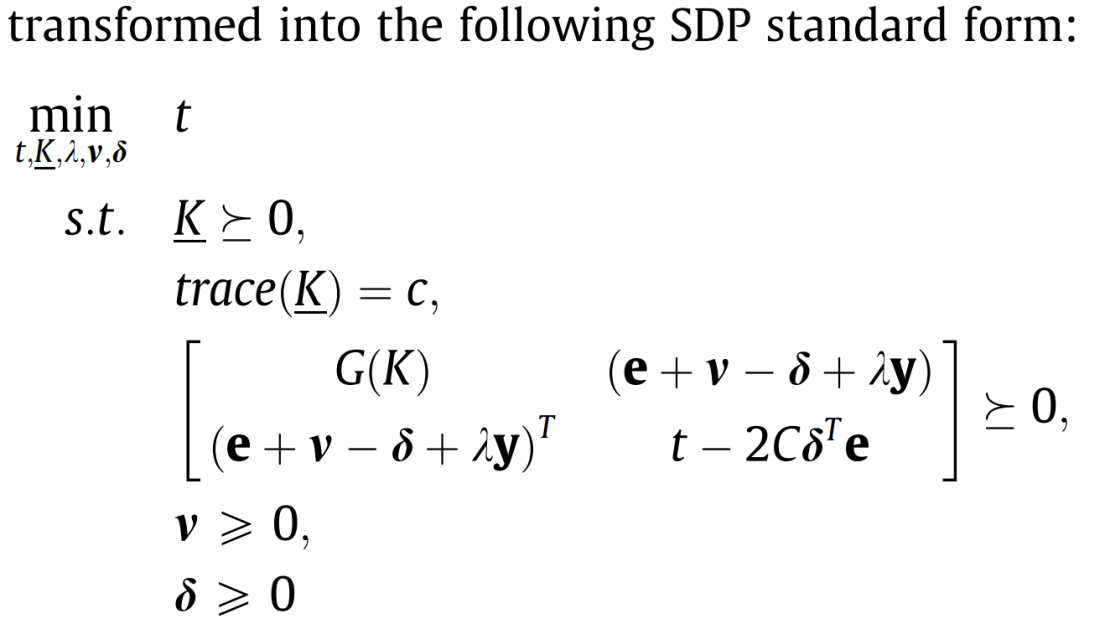 transformed into the following SDP standard form:
min t
t,K,λ,ν,δ
s.t. K ⪰ 0,
trace(K) = c,
[ G(K) (e + ν − δ + λy) ]
[ (e + ν − δ + λy)^T t − 2Cδ^T e ] ⪰ 0,
ν ⩾ 0,
δ ⩾ 0